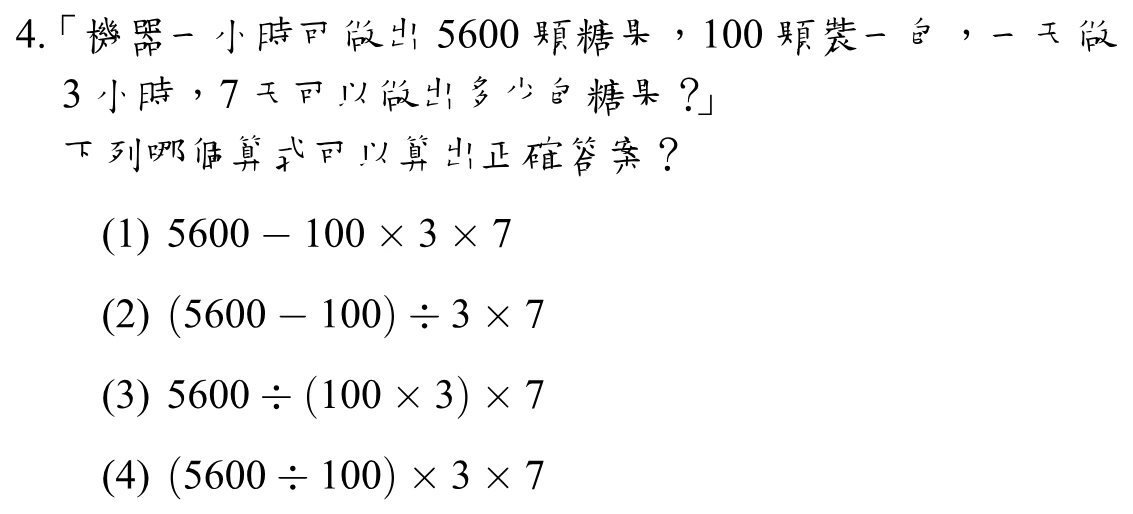 4.「機器一小時可做出 5600 顆糖果，100 顆裝一包，一天做
3 小時，7 天可以做出多少包糖果？」
下列哪個算式可以算出正確答案？
(1) 5600 − 100 × 3 × 7
(2) (5600 − 100) ÷ 3 × 7
(3) 5600 ÷ (100 × 3) × 7
(4) (5600 ÷ 100) × 3 × 7